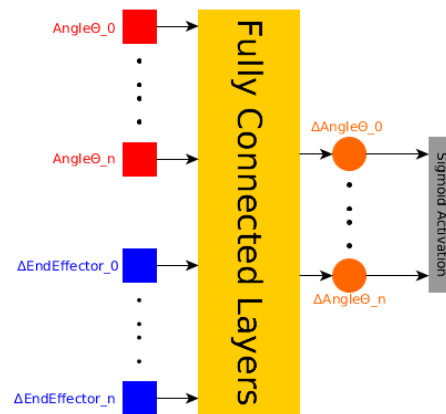 AngleΘ_0
AngleΘ_n
ΔEndEffector_0
ΔEndEffector_n
Fully Connected Layers
ΔAngleΘ_0
ΔAngleΘ_n
Sigmoid Activation